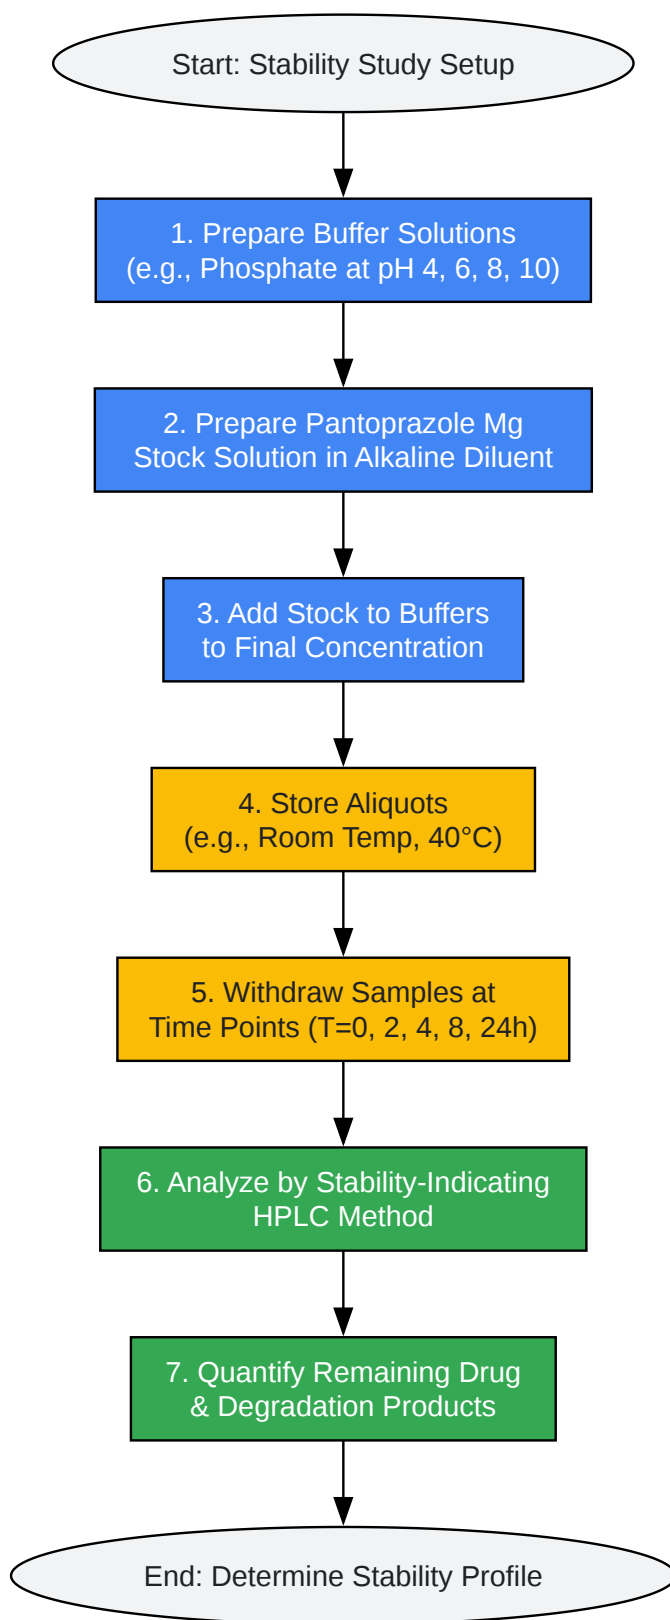 Start: Stability Study Setup
1. Prepare Buffer Solutions
(e.g., Phosphate at pH 4, 6, 8, 10)
2. Prepare Pantoprazole Mg
Stock Solution in Alkaline Diluent
3. Add Stock to Buffers
to Final Concentration
4. Store Aliquots
(e.g., Room Temp, 40°C)
5. Withdraw Samples at
Time Points (T=0, 2, 4, 8, 24h)
6. Analyze by Stability-Indicating
HPLC Method
7. Quantify Remaining Drug
& Degradation Products
End: Determine Stability Profile